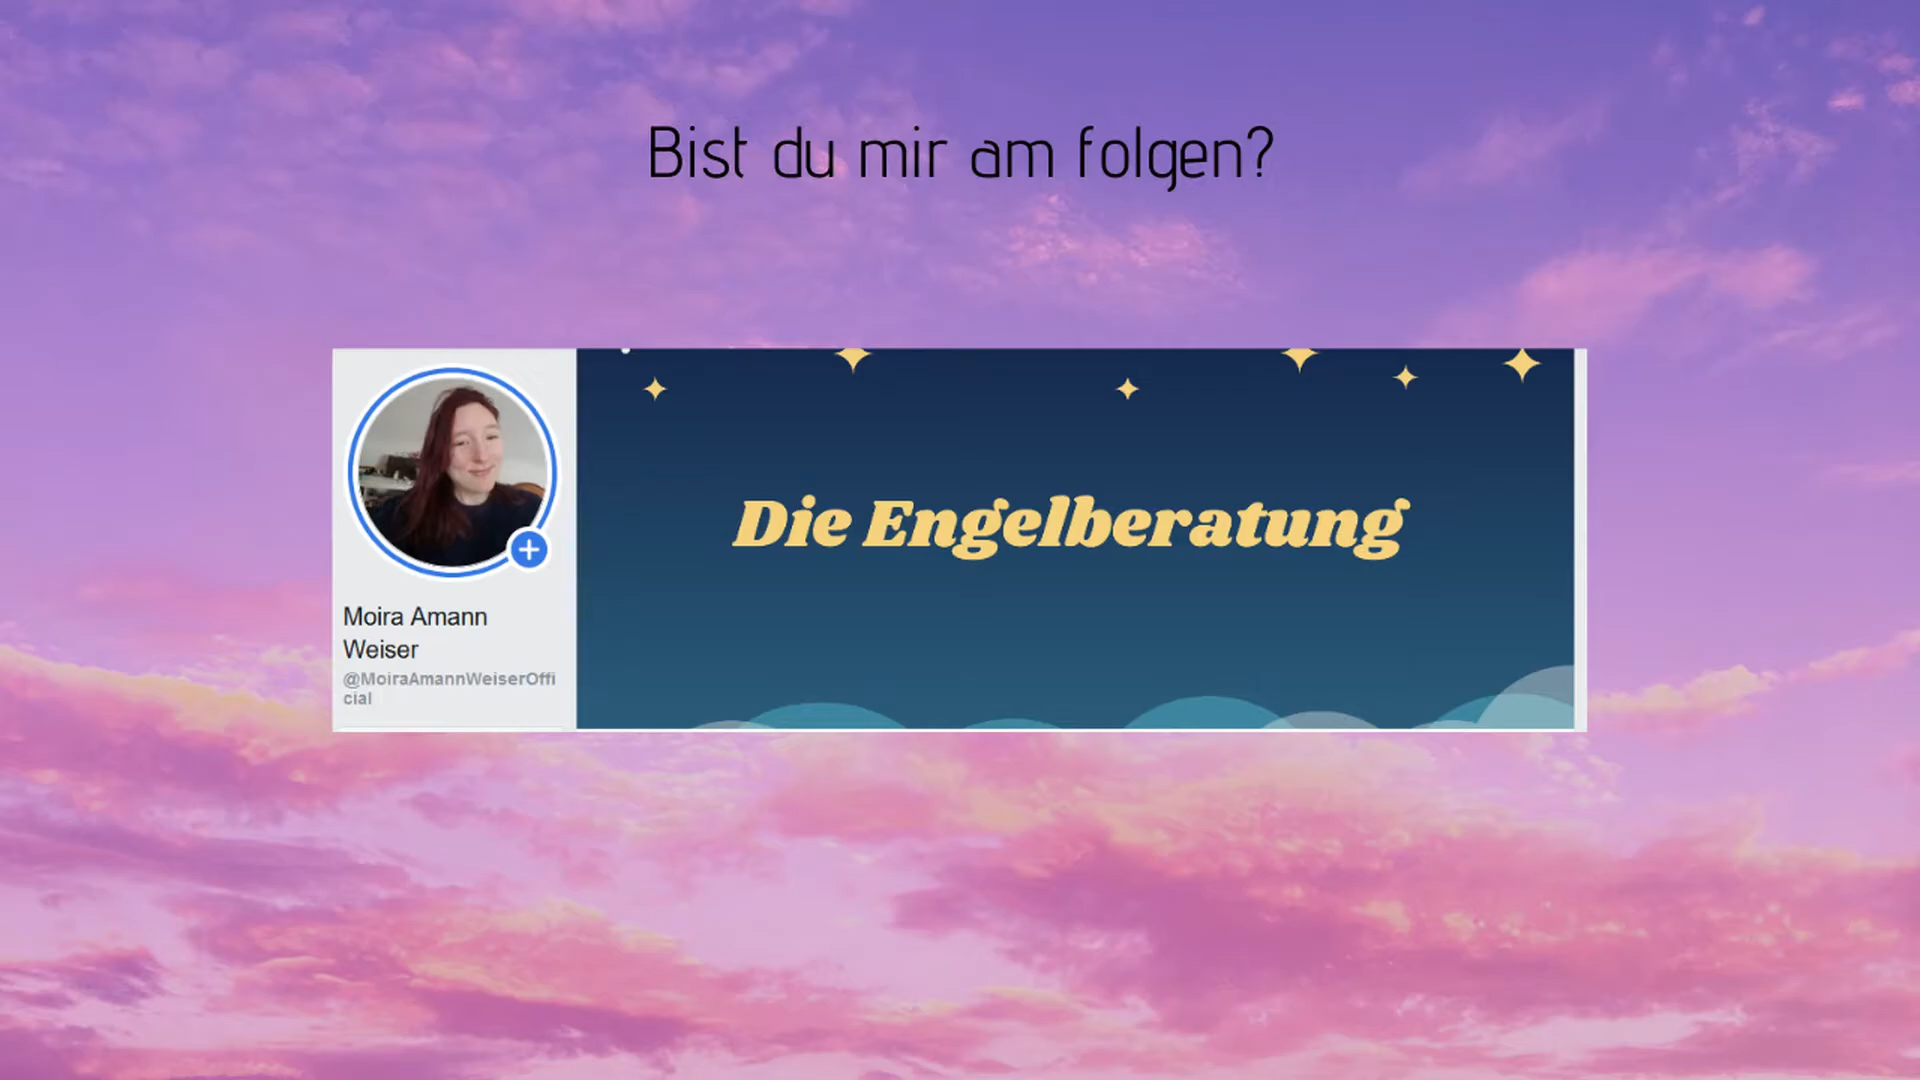 Bist du mir am folgen?
Die Engelberatung
Moira Amann
Weiser
@MoiraAmannWeiserOffi
cial